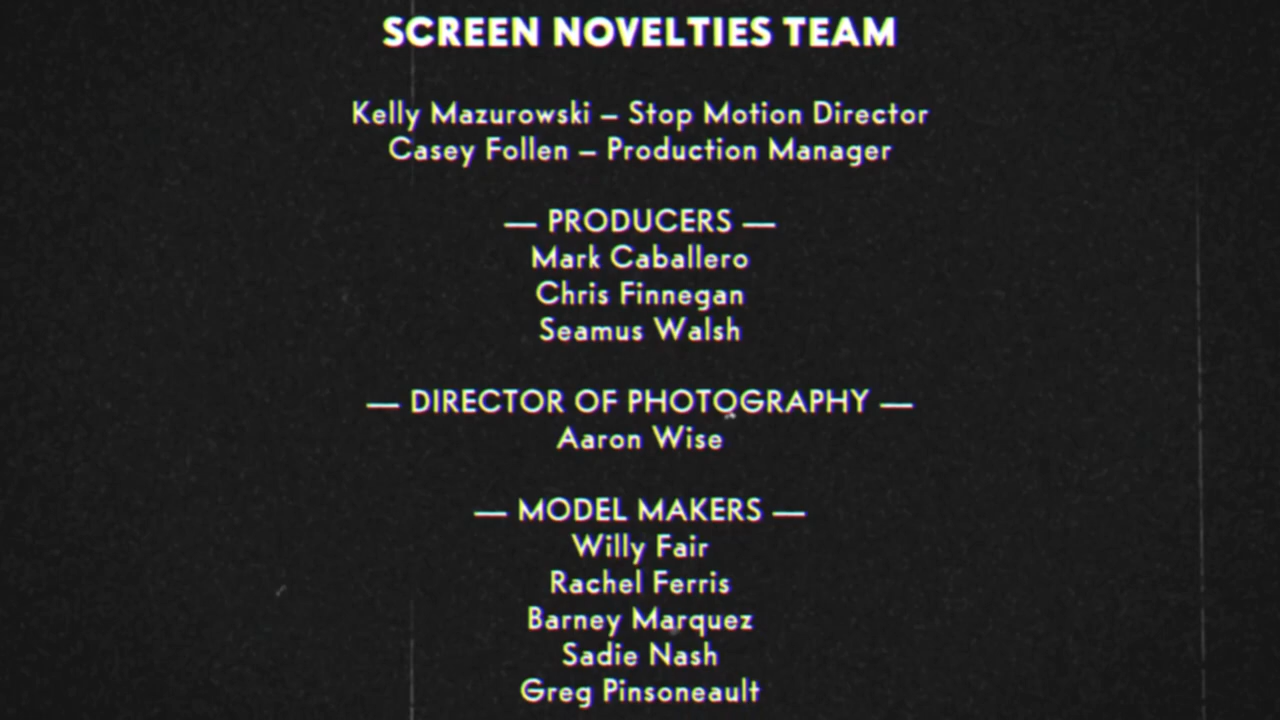 SCREEN NOVELTIES TEAM
Kelly Mazurowski – Stop Motion Director
Casey Follen – Production Manager
— PRODUCERS —
Mark Caballero
Chris Finnegan
Seamus Walsh
— DIRECTOR OF PHOTOGRAPHY —
Aaron Wise
— MODEL MAKERS —
Willy Fair
Rachel Ferris
Barney Marquez
Sadie Nash
Greg Pinsoneault